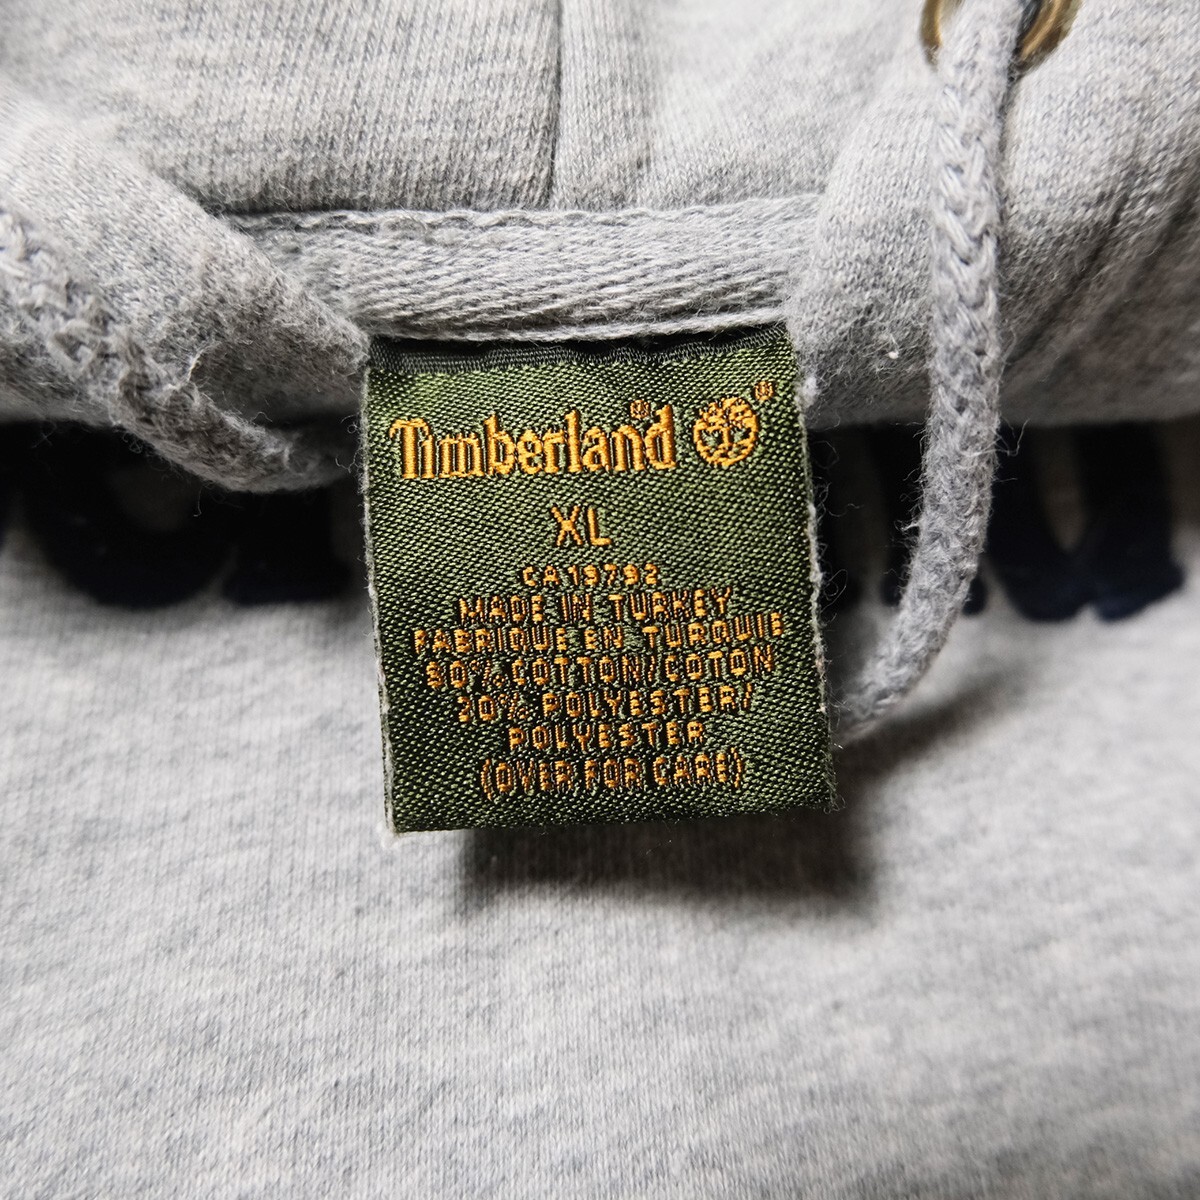 Timberland® ®
XL
CA19792
MADE IN TURKEY
FABRIQUE EN TURQUIE
80% COTTON/COTON
20% POLYESTER/
POLYESTER
(OVER FOR CARE)